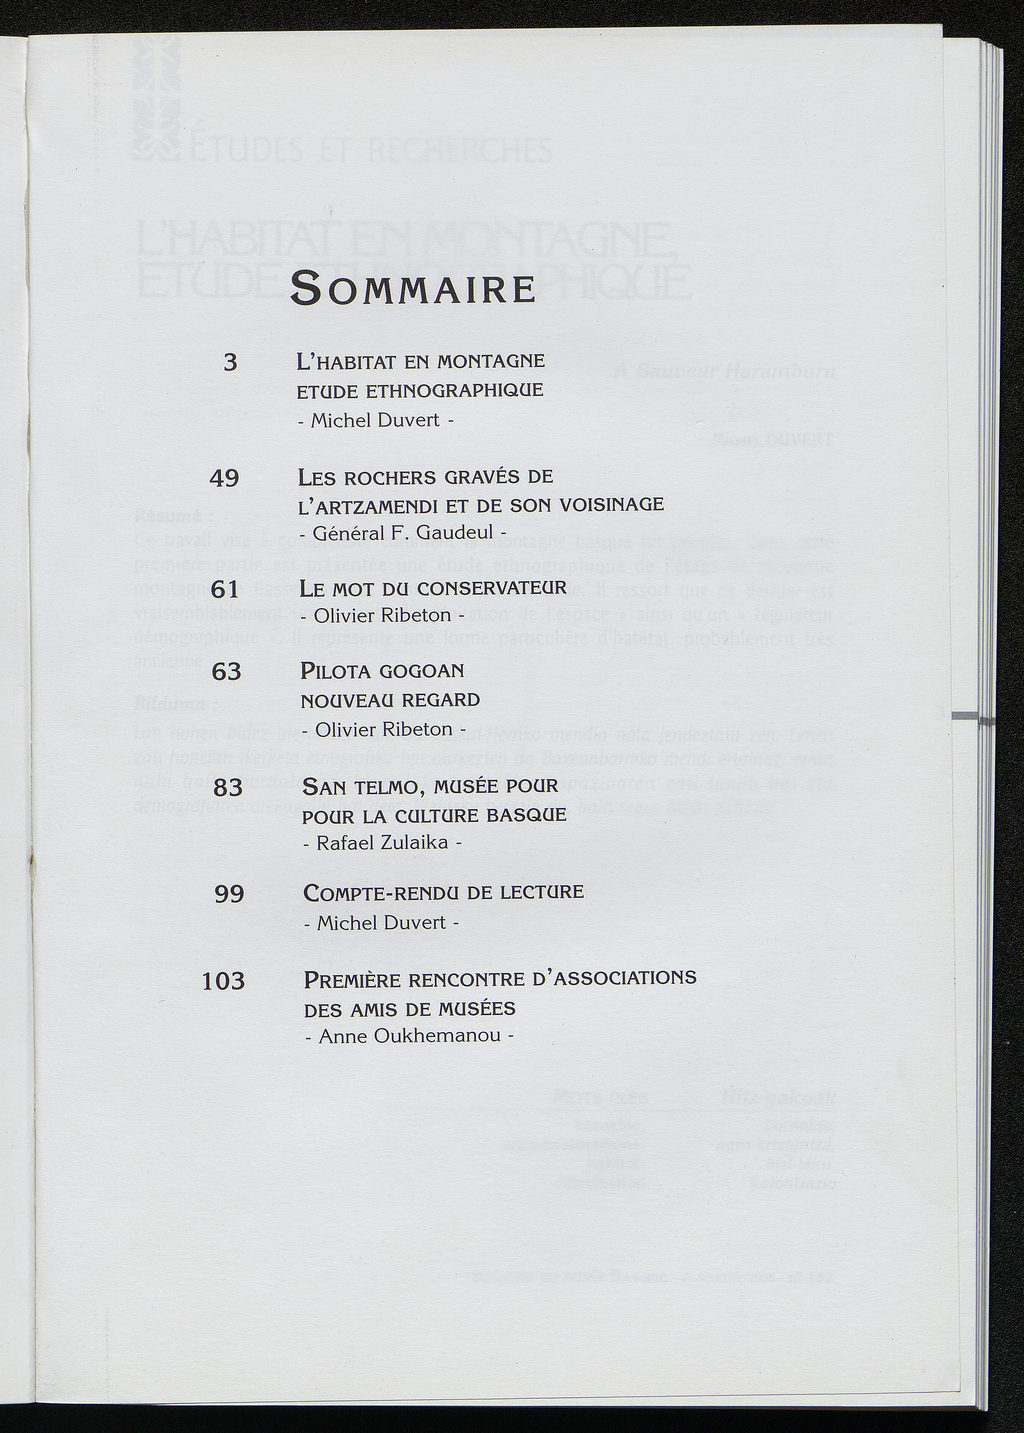 SOMMAIRE
3 L'HABITAT EN MONTAGNE
ETUDE ETHNOGRAPHIQUE
- Michel Duvert -
49 LES ROCHERS GRAVÉS DE
L'ARTZAMENDI ET DE SON VOISINAGE
- Général F. Gaudeul -
61 LE MOT DU CONSERVATEUR
- Olivier Ribeton -
63 PILOTA GOGOAN
NOUVEAU REGARD
- Olivier Ribeton -
83 SAN TELMO, MUSÉE POUR
POUR LA CULTURE BASQUE
- Rafael Zulaika -
99 COMPTE-RENDU DE LECTURE
- Michel Duvert -
103 PREMIÈRE RENCONTRE D'ASSOCIATIONS
DES AMIS DE MUSÉES
- Anne Oukhemanou -